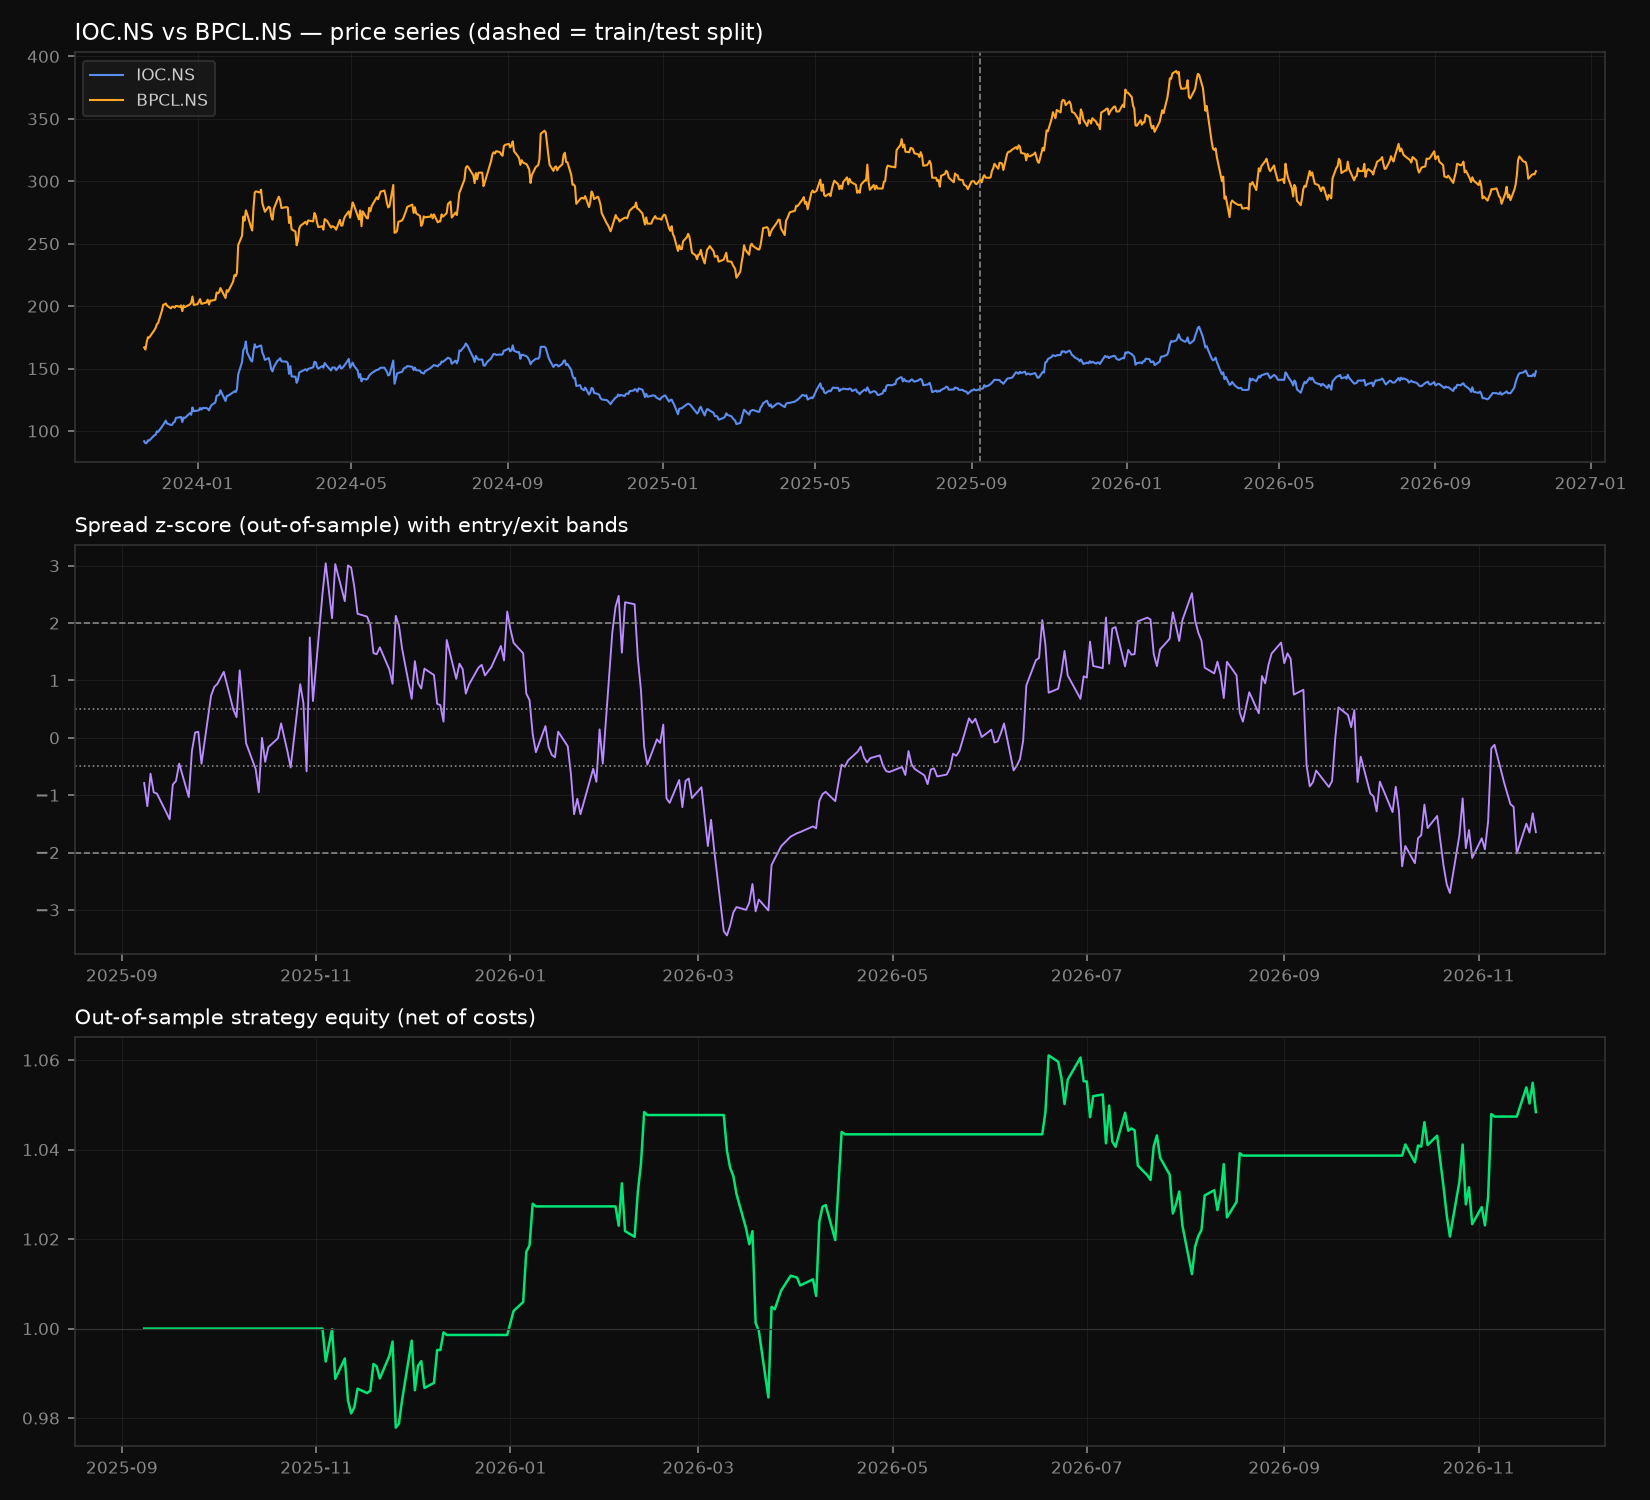 IOC.NS vs BPCL.NS — price series (dashed = train/test split)
400
350
300
250
200
150
100
IOC.NS
BPCL.NS
2024-01 2024-05 2024-09 2025-01 2025-05 2025-09 2026-01 2026-05 2026-09 2027-01
Spread z-score (out-of-sample) with entry/exit bands
3
2
1
0
−1
−2
−3
2025-09 2025-11 2026-01 2026-03 2026-05 2026-07 2026-09 2026-11
Out-of-sample strategy equity (net of costs)
1.06
1.04
1.02
1.00
0.98
2025-09 2025-11 2026-01 2026-03 2026-05 2026-07 2026-09 2026-11